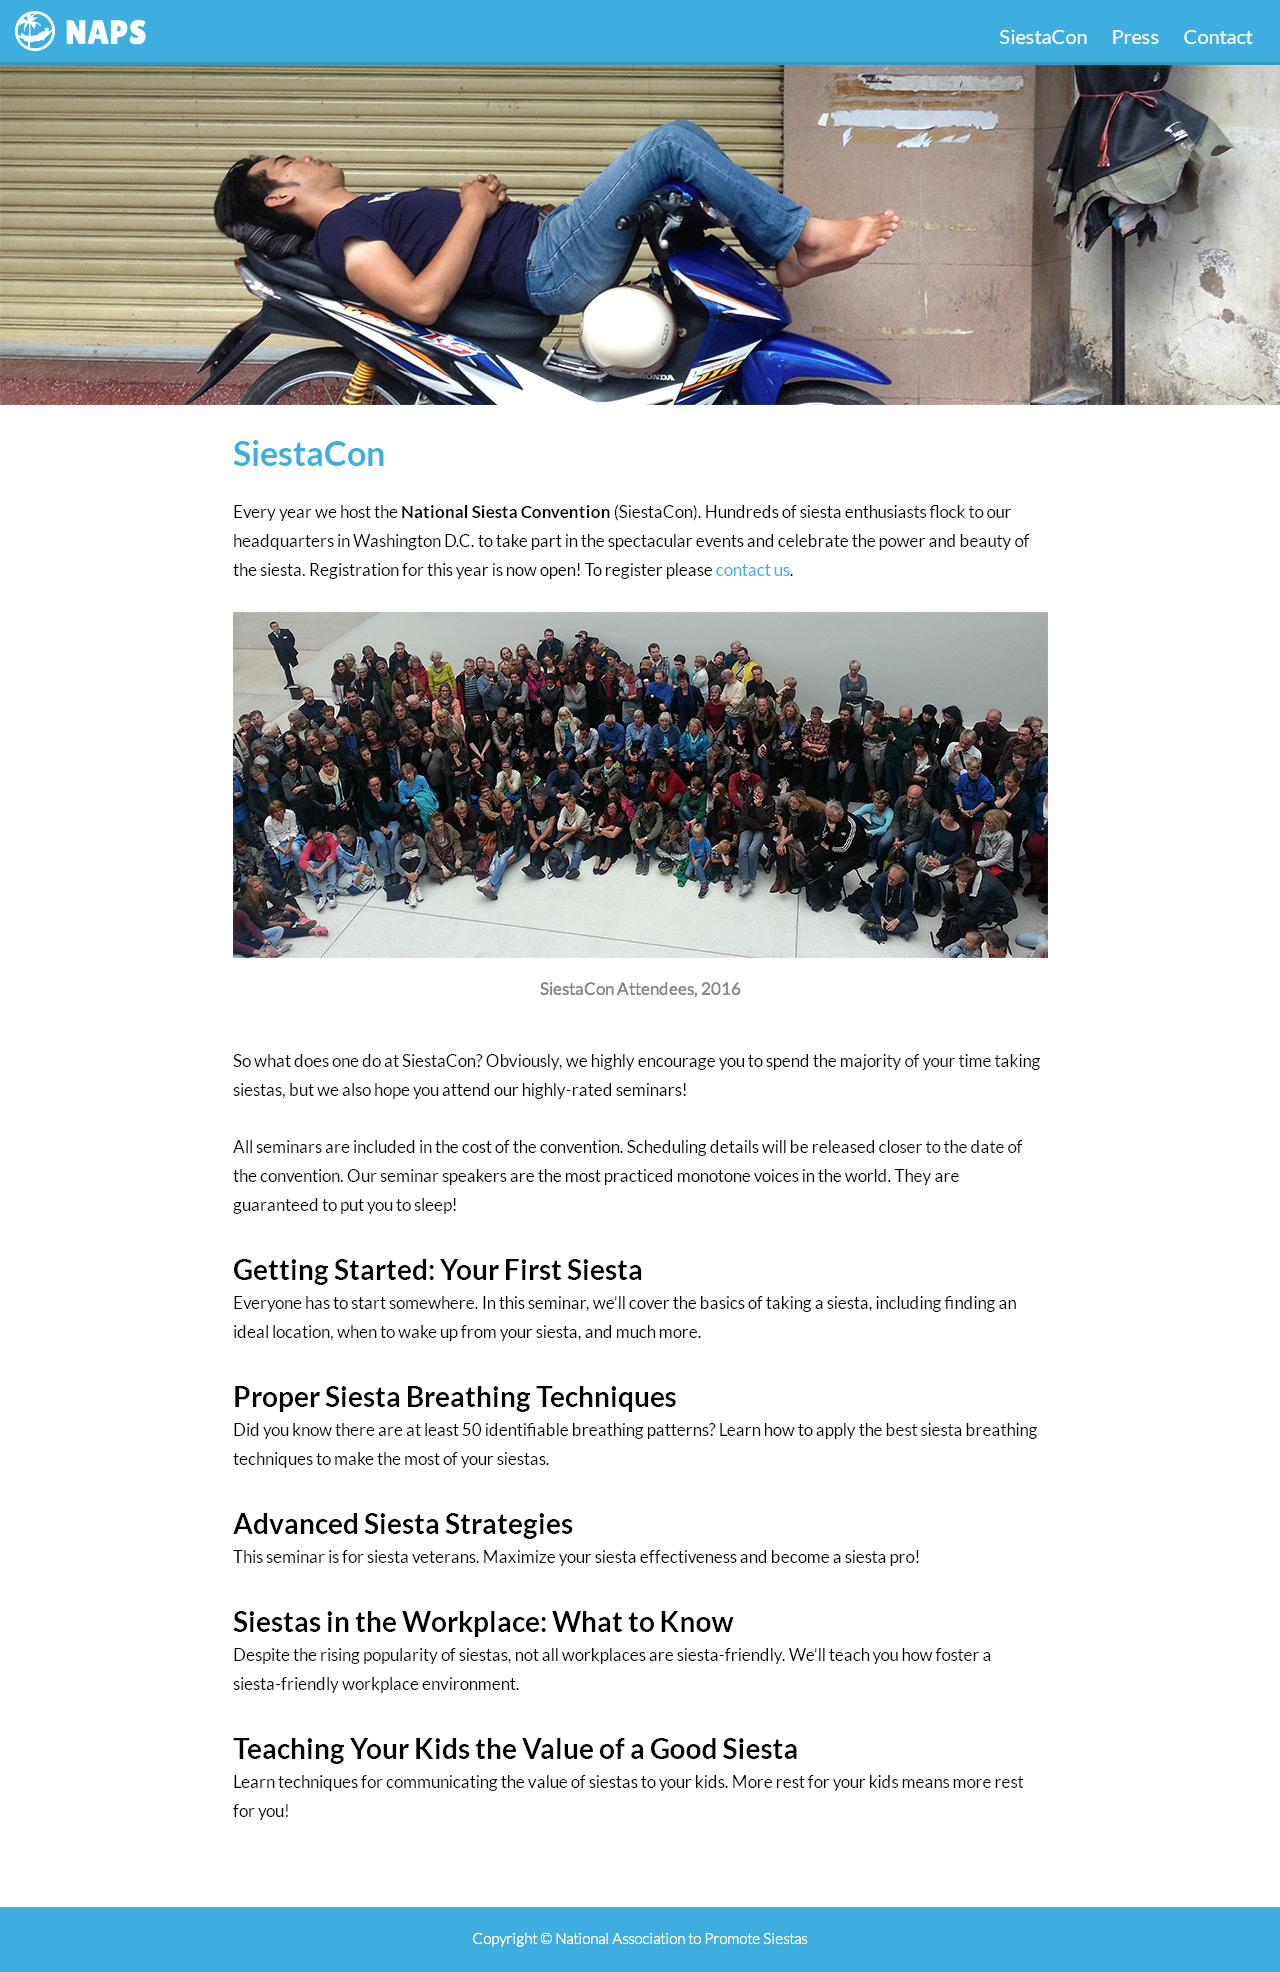 NAPS
SiestaCon Press Contact
HONDA
110
SiestaCon
Every year we host the National Siesta Convention (SiestaCon). Hundreds of siesta enthusiasts flock to our
headquarters in Washington D.C. to take part in the spectacular events and celebrate the power and beauty of
the siesta. Registration for this year is now open! To register please contact us.
SiestaCon Attendees, 2016
So what does one do at SiestaCon? Obviously, we highly encourage you to spend the majority of your time taking
siestas, but we also hope you attend our highly-rated seminars!
All seminars are included in the cost of the convention. Scheduling details will be released closer to the date of
the convention. Our seminar speakers are the most practiced monotone voices in the world. They are
guaranteed to put you to sleep!
Getting Started: Your First Siesta
Everyone has to start somewhere. In this seminar, we'll cover the basics of taking a siesta, including finding an
ideal location, when to wake up from your siesta, and much more.
Proper Siesta Breathing Techniques
Did you know there are at least 50 identifiable breathing patterns? Learn how to apply the best siesta breathing
techniques to make the most of your siestas.
Advanced Siesta Strategies
This seminar is for siesta veterans. Maximize your siesta effectiveness and become a siesta pro!
Siestas in the Workplace: What to Know
Despite the rising popularity of siestas, not all workplaces are siesta-friendly. We'll teach you how foster a
siesta-friendly workplace environment.
Teaching Your Kids the Value of a Good Siesta
Learn techniques for communicating the value of siestas to your kids. More rest for your kids means more rest
for you!
Copyright © National Association to Promote Siestas